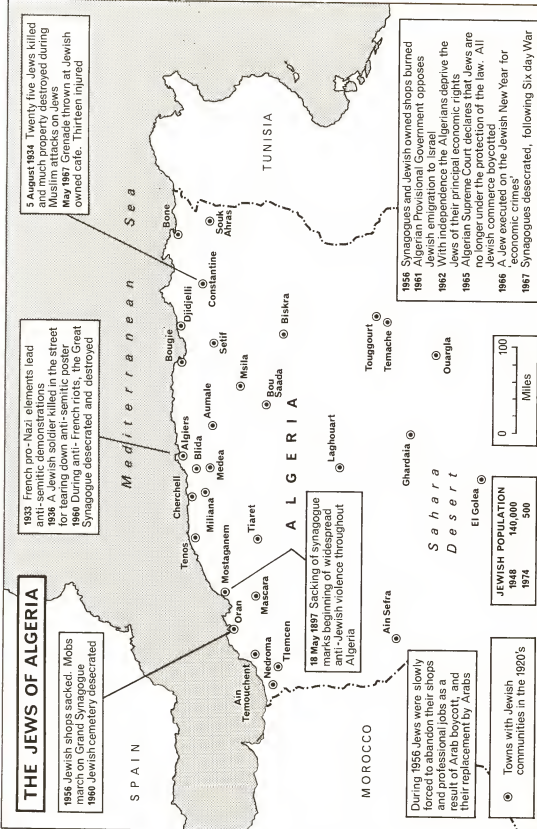 THE JEWS OF ALGERIA
1956 Jewish shops sacked. Mobs
march on Grand Synagogue
1960 Jewish cemetery desecrated
1933 French pro-Nazi elements lead
anti-semitic demonstrations
1936 A Jewish soldier killed in the street
for tearing down anti-semitic poster
1960 During anti-French riots, the Great
Synagogue desecrated and destroyed
5 August 1934 Twenty five Jews killed
and much property destroyed during
Muslim attacks on Jews
May 1967 Grenade thrown at Jewish
owned cafe. Thirteen injured
SPAIN
Mediterranean Sea
TUNISIA
MOROCCO
ALGERIA
Sahara
Desert
Bone
Souk
Ahras
Constantine
Djidjelli
Bougie
Setif
Biskra
Msila
Bou
Saada
Aumale
Algiers
Blida
Medea
Cherchell
Miliana
Tenos
Tiaret
Mostaganem
Oran
Mascara
Ain
Temouchent
Nedroma
Tlemcen
Laghouart
Touggourt
Temache
Ouargla
Ghardaia
El Golea
Ain Sefra
18 May 1897 Sacking of synagogue
marks beginning of widespread
anti-Jewish violence throughout
Algeria
During 1956 Jews were slowly
forced to abandon their shops
and professional jobs as a
result of Arab boycott, and
their replacement by Arabs
Towns with Jewish
communities in the 1920's
JEWISH POPULATION
1948 140,000
1974 500
0 100
Miles
1956 Synagogues and Jewish owned shops burned
1961 Algerian Provisional Government opposes
Jewish emigration to Israel
1962 With independence the Algerians deprive the
Jews of their principal economic rights
1965 Algerian Supreme Court declares that Jews are
no longer under the protection of the law. All
Jewish commerce boycotted
1966 A Jew executed on the Jewish New Year for
'economic crimes'
1967 Synagogues desecrated, following Six day War